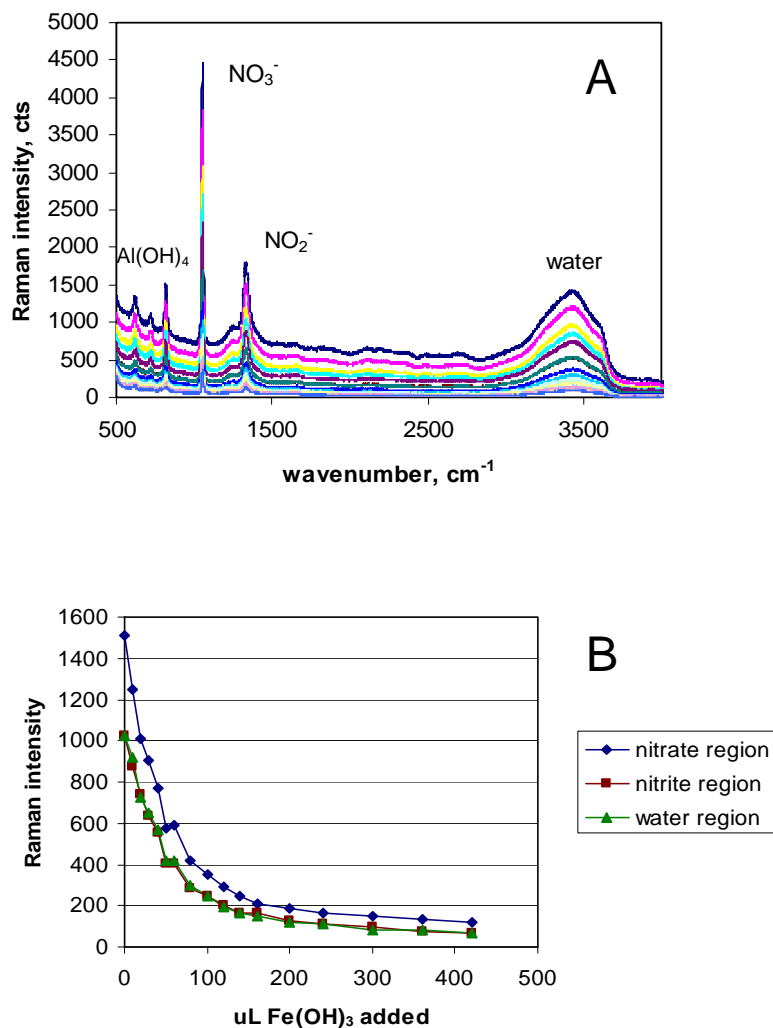 A
5000
4500
4000
3500
3000
2500
2000
1500
1000
500
0
Raman intensity, cts
NO₃⁻
Al(OH)₄
NO₂⁻
water
500 1500 2500 3500
wavenumber, cm⁻¹
B
1600
1400
1200
1000
800
600
400
200
0
Raman intensity
0 100 200 300 400 500
uL Fe(OH)₃ added
nitrate region
nitrite region
water region